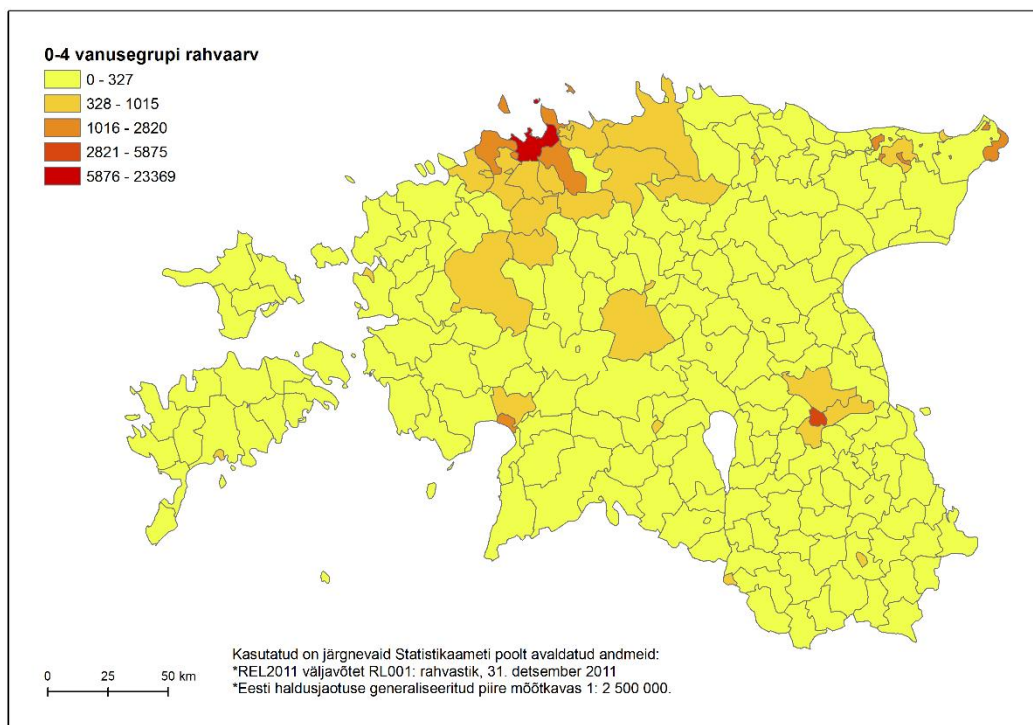 0-4 vanusegrupi rahvaarv
0 - 327
328 - 1015
1016 - 2820
2821 - 5875
5876 - 23369
Kasutatud on järgnevaid Statistikaameti poolt avaldatud andmeid:
*REL2011 väljavõtet RL001: rahvastik, 31. detsember 2011
*Eesti haldusjaotuse generaliseeritud piire mõõtkavas 1: 2 500 000.
0 25 50 km